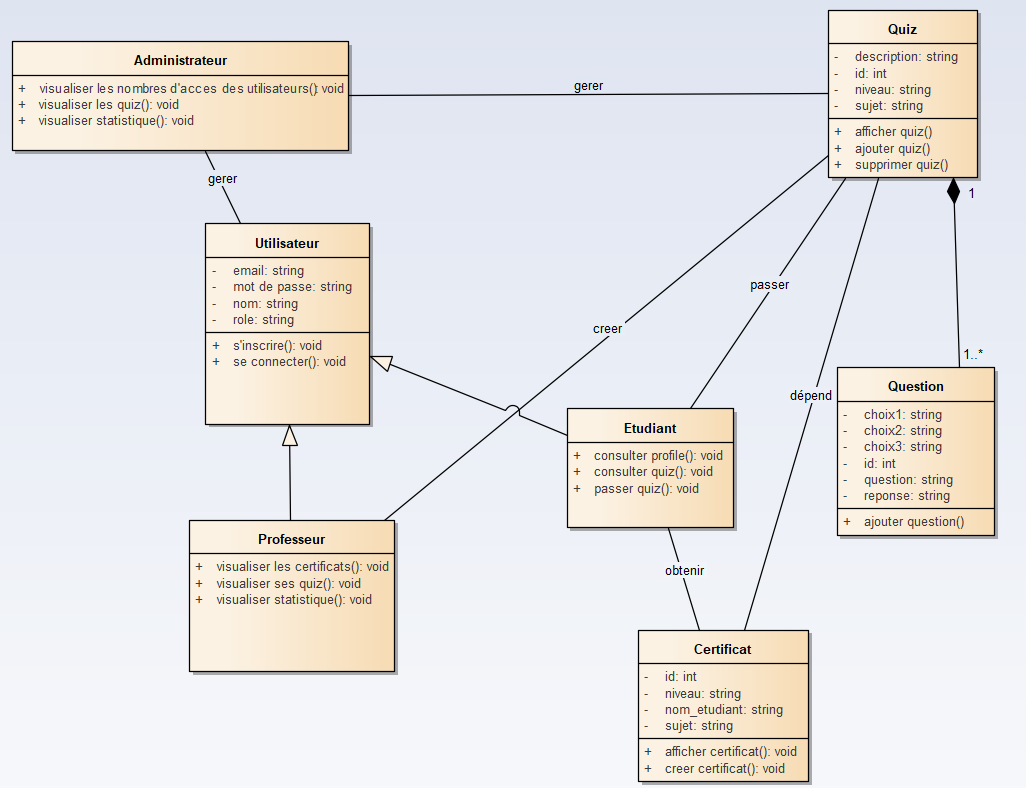 Administrateur
+ visualiser les nombres d'acces des utilisateurs(): void
+ visualiser les quiz(): void
+ visualiser statistique(): void
gerer
Quiz
- description: string
- id: int
- niveau: string
- sujet: string
+ afficher quiz()
+ ajouter quiz()
+ supprimer quiz()
gerer
1
Utilisateur
- email: string
- mot de passe: string
- nom: string
- role: string
+ s'inscrire(): void
+ se connecter(): void
passer
creer
1..*
dépend
Question
- choix1: string
- choix2: string
- choix3: string
- id: int
- question: string
- reponse: string
+ ajouter question()
Etudiant
+ consulter profile(): void
+ consulter quiz(): void
+ passer quiz(): void
Professeur
+ visualiser les certificats(): void
+ visualiser ses quiz(): void
+ visualiser statistique(): void
obtenir
Certificat
- id: int
- niveau: string
- nom_etudiant: string
- sujet: string
+ afficher certificat(): void
+ creer certificat(): void